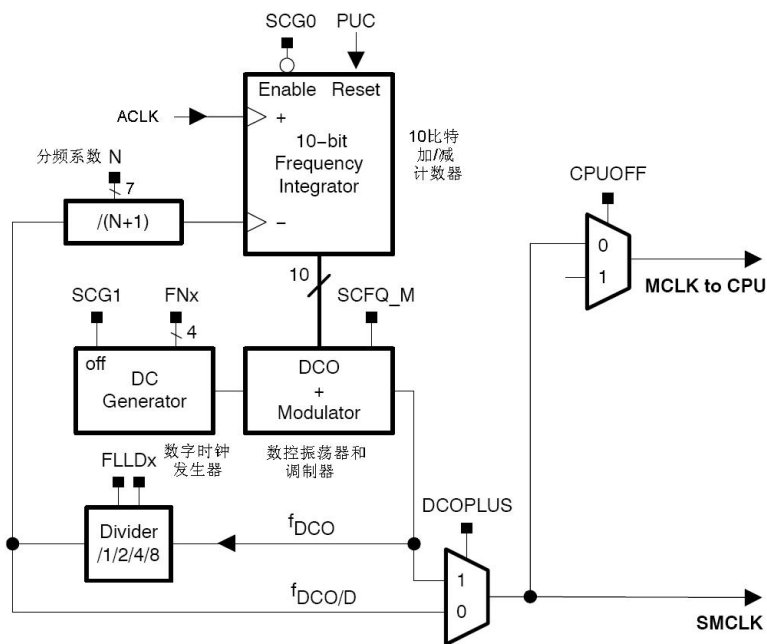 SCG0 PUC
Enable Reset
ACLK
+
10-bit
Frequency
Integrator
10比特
加/减
计数器
分频系数 N
7
/(N+1)
−
CPUOFF
0
1
MCLK to CPU
10
SCG1 FNx SCFQ_M
4
off
DC
Generator
DCO
+
Modulator
数字时钟
发生器
数控振荡器和
调制器
FLLDx
Divider
/1/2/4/8
fDCO
DCOPLUS
1
0
fDCO/D
SMCLK